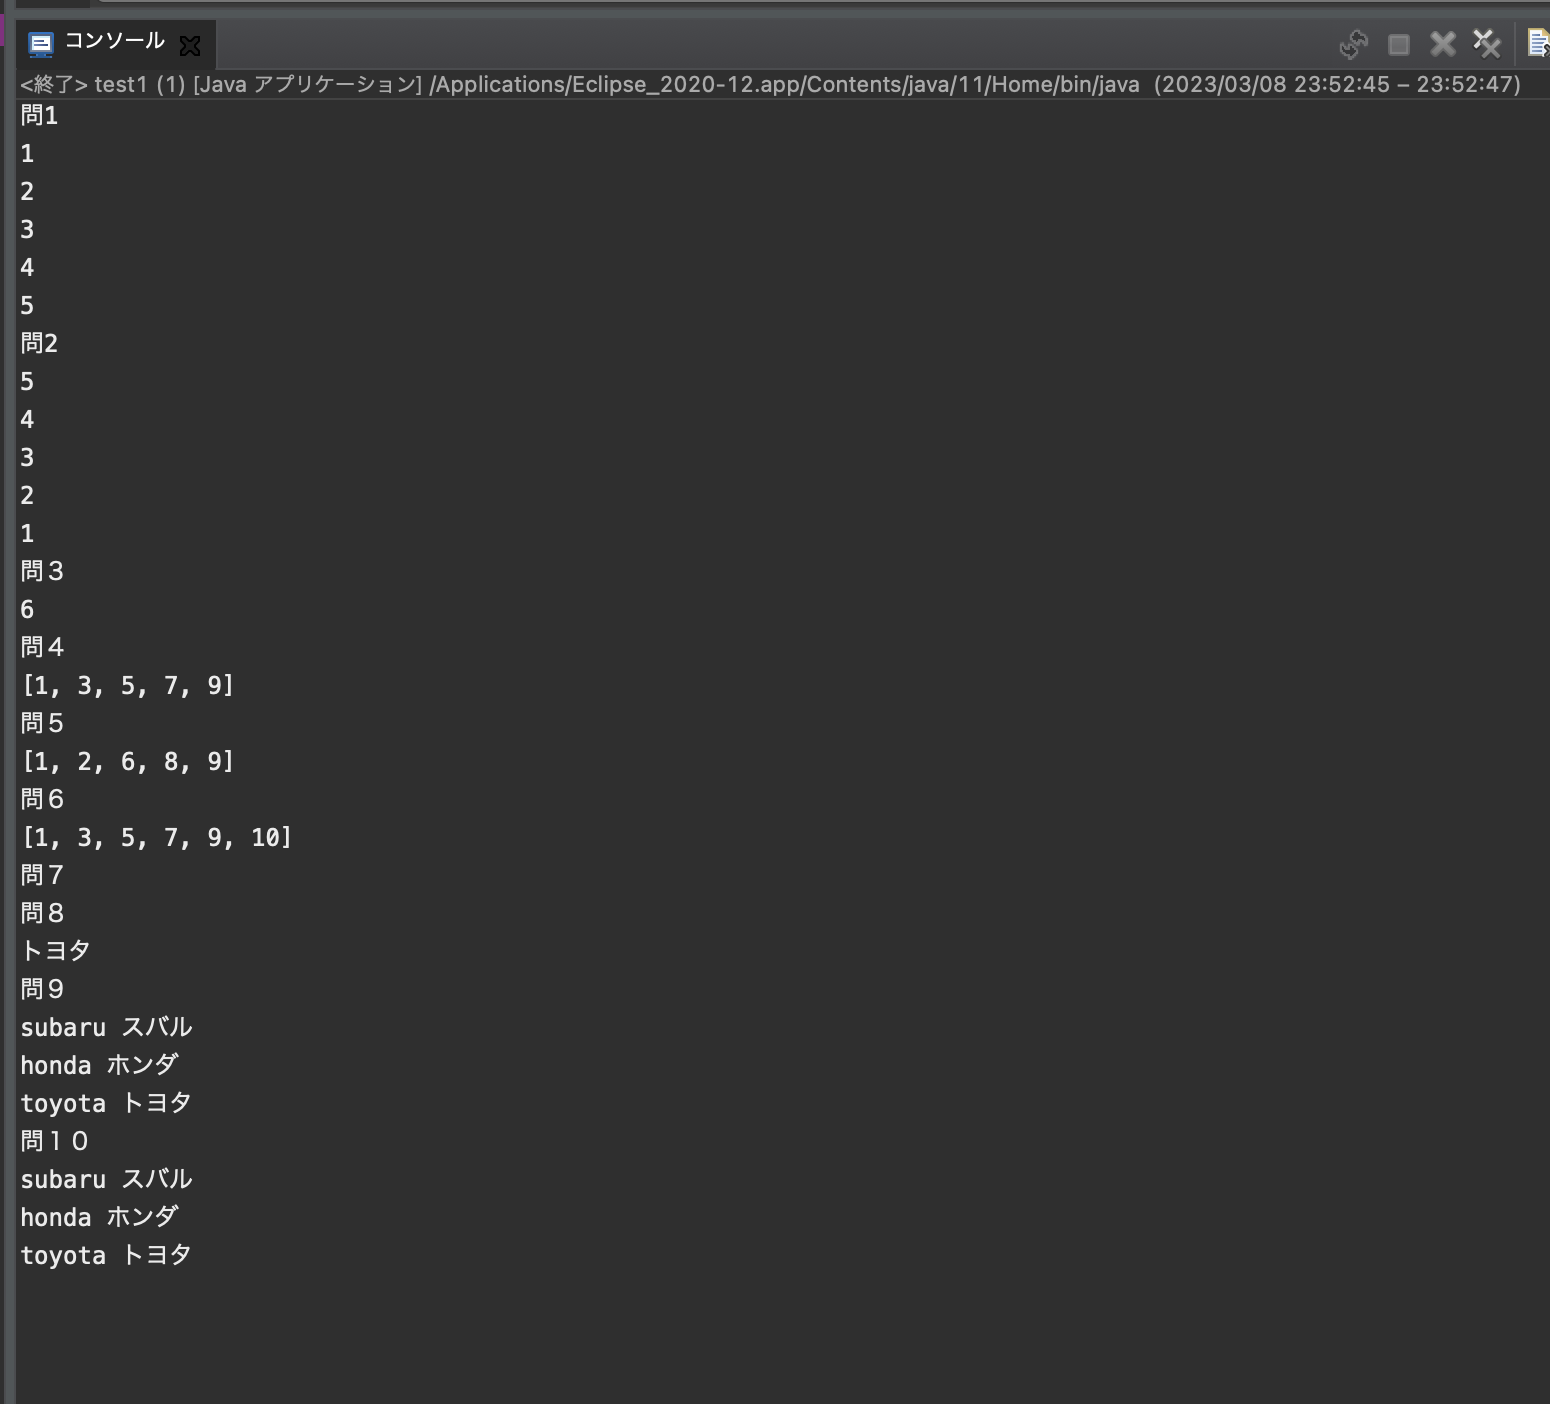 コンソール
<終了> test1 (1) [Java アプリケーション] /Applications/Eclipse_2020-12.app/Contents/java/11/Home/bin/java  (2023/03/08 23:52:45 – 23:52:47)
問1
1
2
3
4
5
問2
5
4
3
2
1
問３
6
問４
[1, 3, 5, 7, 9]
問５
[1, 2, 6, 8, 9]
問６
[1, 3, 5, 7, 9, 10]
問７
問８
トヨタ
問９
subaru スバル
honda ホンダ
toyota トヨタ
問１０
subaru スバル
honda ホンダ
toyota トヨタ